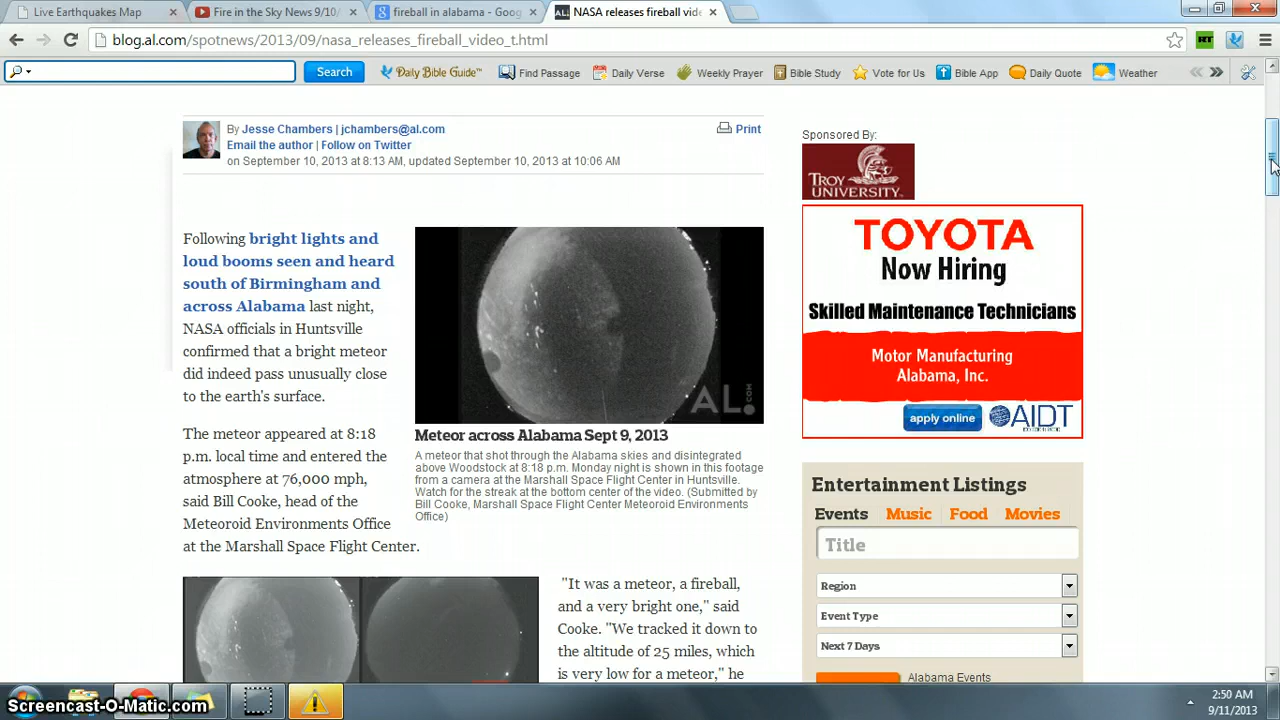 Live Earthquakes Map
Fire in the Sky News 9/10/
fireball in alabama - Goog
NASA releases fireball vide
blog.al.com/spotnews/2013/09/nasa_releases_fireball_video_t.html
RT
Search
Daily Bible Guide™
Find Passage
Daily Verse
Weekly Prayer
Bible Study
Vote for Us
Bible App
Daily Quote
Weather
By Jesse Chambers | jchambers@al.com
Email the author | Follow on Twitter
on September 10, 2013 at 8:13 AM, updated September 10, 2013 at 10:06 AM
Print
Following bright lights and
loud booms seen and heard
south of Birmingham and
across Alabama last night,
NASA officials in Huntsville
confirmed that a bright meteor
did indeed pass unusually close
to the earth's surface.
The meteor appeared at 8:18
p.m. local time and entered the
atmosphere at 76,000 mph,
said Bill Cooke, head of the
Meteoroid Environments Office
at the Marshall Space Flight Center.
AL.COM
Meteor across Alabama Sept 9, 2013
A meteor that shot through the Alabama skies and disintegrated
above Woodstock at 8:18 p.m. Monday night is shown in this footage
from a camera at the Marshall Space Flight Center in Huntsville.
Watch for the streak at the bottom center of the video. (Submitted by
Bill Cooke, Marshall Space Flight Center Meteoroid Environments
Office)
"It was a meteor, a fireball,
and a very bright one," said
Cooke. "We tracked it down to
the altitude of 25 miles, which
is very low for a meteor," he
Sponsored By:
TROY
UNIVERSITY
TOYOTA
Now Hiring
Skilled Maintenance Technicians
Motor Manufacturing
Alabama, Inc.
apply online
AIDT
Entertainment Listings
Events Music Food Movies
Title
Region
Event Type
Next 7 Days
Alabama Events
Screencast-O-Matic.com
2:50 AM
9/11/2013